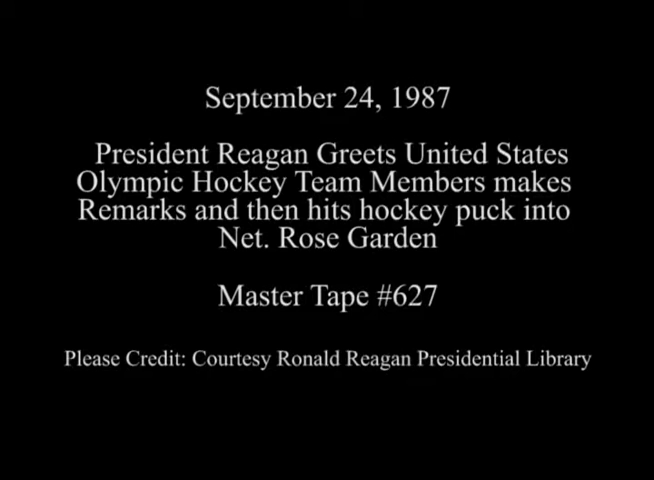 September 24, 1987
President Reagan Greets United States
Olympic Hockey Team Members makes
Remarks and then hits hockey puck into
Net. Rose Garden
Master Tape #627
Please Credit: Courtesy Ronald Reagan Presidential Library